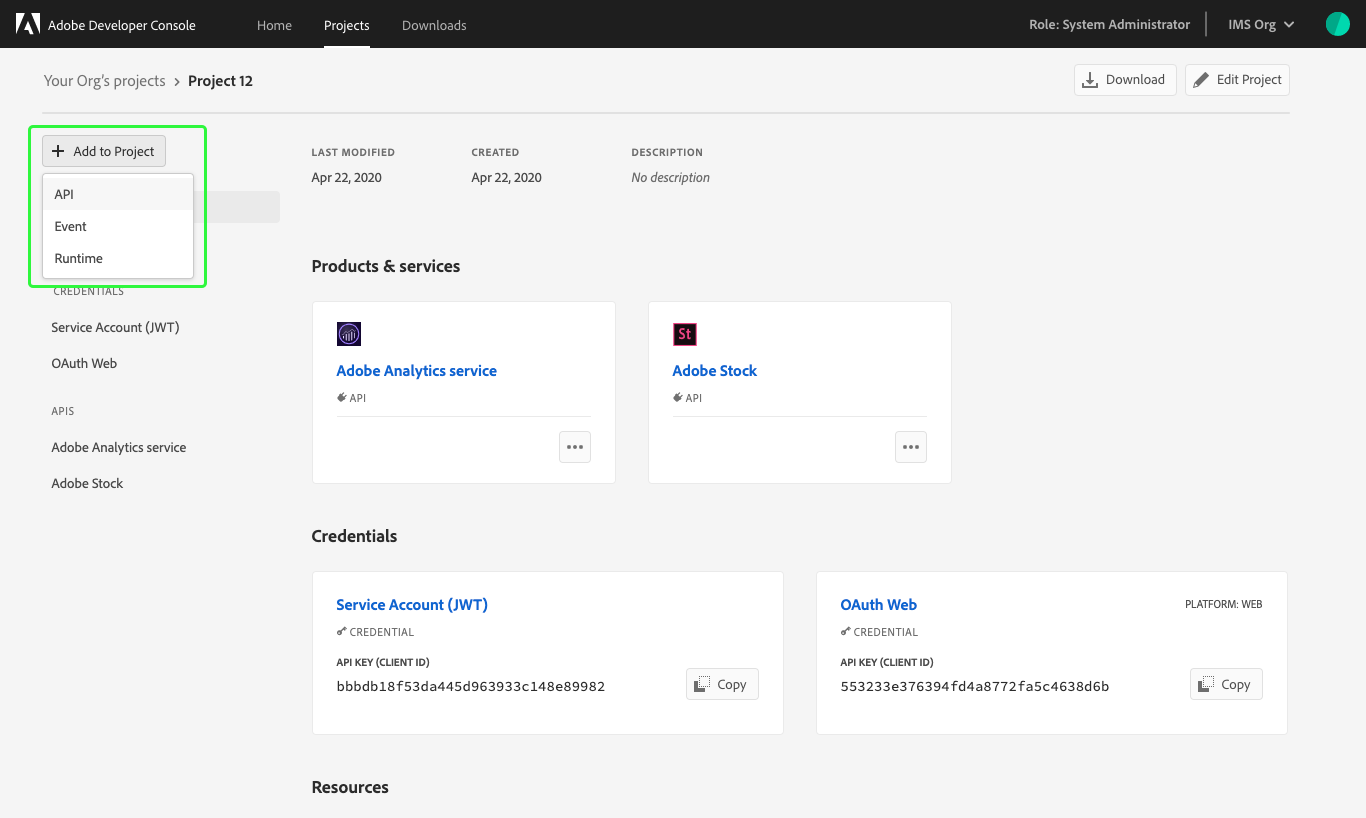 Adobe Developer Console Home Projects Downloads Role: System Administrator IMS Org
Your Org's projects › Project 12 Download Edit Project
+ Add to Project
API
Event
Runtime
CREDENTIALS
Service Account (JWT)
OAuth Web
APIS
Adobe Analytics service
Adobe Stock
LAST MODIFIED CREATED DESCRIPTION
Apr 22, 2020 Apr 22, 2020 No description
Products & services
Adobe Analytics service
API
St
Adobe Stock
API
Credentials
Service Account (JWT)
CREDENTIAL
API KEY (CLIENT ID)
bbbdb18f53da445d963933c148e89982 Copy
OAuth Web PLATFORM: WEB
CREDENTIAL
API KEY (CLIENT ID)
553233e376394fd4a8772fa5c4638d6b Copy
Resources